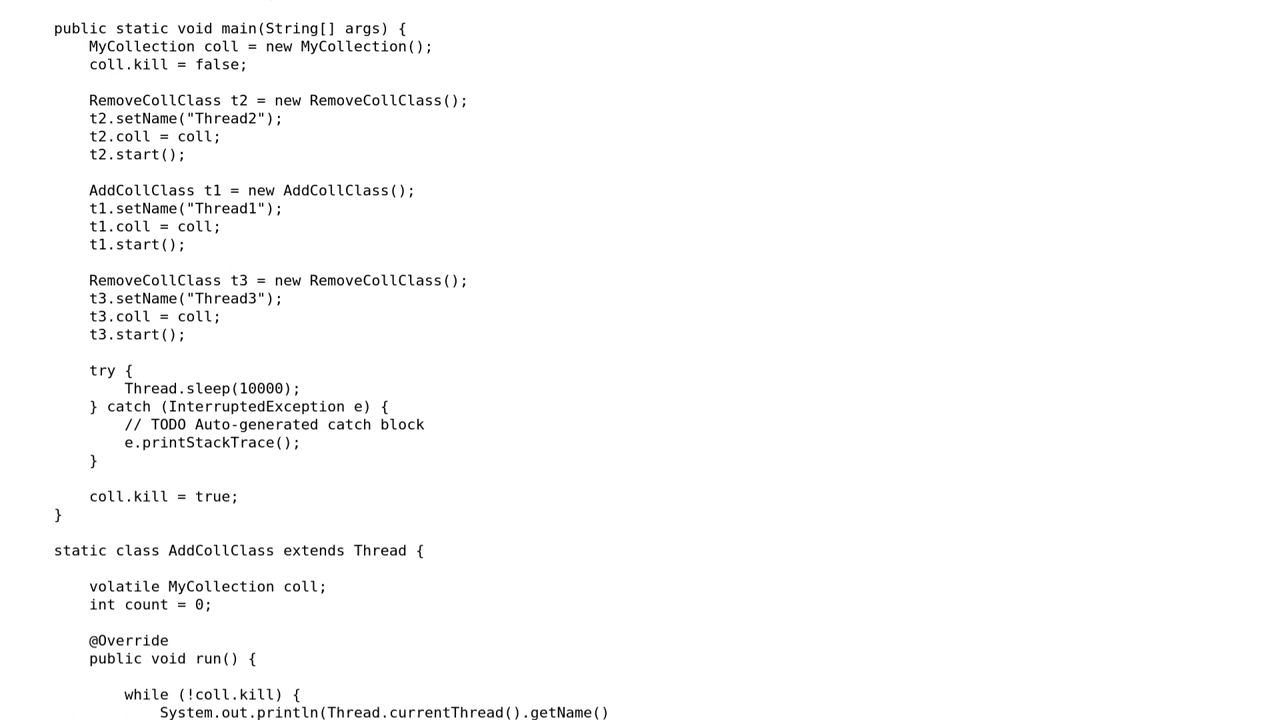 public static void main(String[] args) {
MyCollection coll = new MyCollection();
coll.kill = false;
RemoveCollClass t2 = new RemoveCollClass();
t2.setName("Thread2");
t2.coll = coll;
t2.start();
AddCollClass t1 = new AddCollClass();
t1.setName("Thread1");
t1.coll = coll;
t1.start();
RemoveCollClass t3 = new RemoveCollClass();
t3.setName("Thread3");
t3.coll = coll;
t3.start();
try {
Thread.sleep(10000);
} catch (InterruptedException e) {
// TODO Auto-generated catch block
e.printStackTrace();
}
coll.kill = true;
}
static class AddCollClass extends Thread {
volatile MyCollection coll;
int count = 0;
@Override
public void run() {
while (!coll.kill) {
System.out.println(Thread.currentThread().getName()